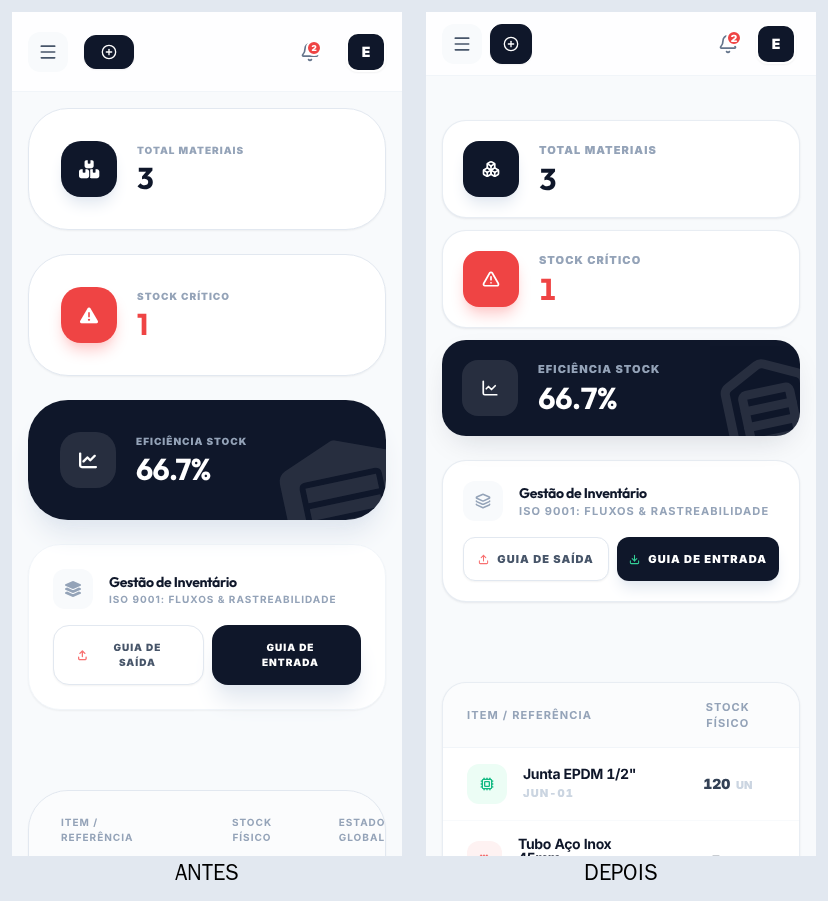 2
E
TOTAL MATERIAIS
3
STOCK CRÍTICO
1
EFICIÊNCIA STOCK
66.7%
Gestão de Inventário
ISO 9001: FLUXOS & RASTREABILIDADE
GUIA DE
SAÍDA
GUIA DE
ENTRADA
ITEM /
REFERÊNCIA
STOCK
FÍSICO
ESTADO
GLOBAL
ANTES
2
E
TOTAL MATERIAIS
3
STOCK CRÍTICO
1
EFICIÊNCIA STOCK
66.7%
Gestão de Inventário
ISO 9001: FLUXOS & RASTREABILIDADE
GUIA DE SAÍDA
GUIA DE ENTRADA
ITEM / REFERÊNCIA
STOCK
FÍSICO
Junta EPDM 1/2"
JUN-01
120 UN
Tubo Aço Inox
45mm
DEPOIS